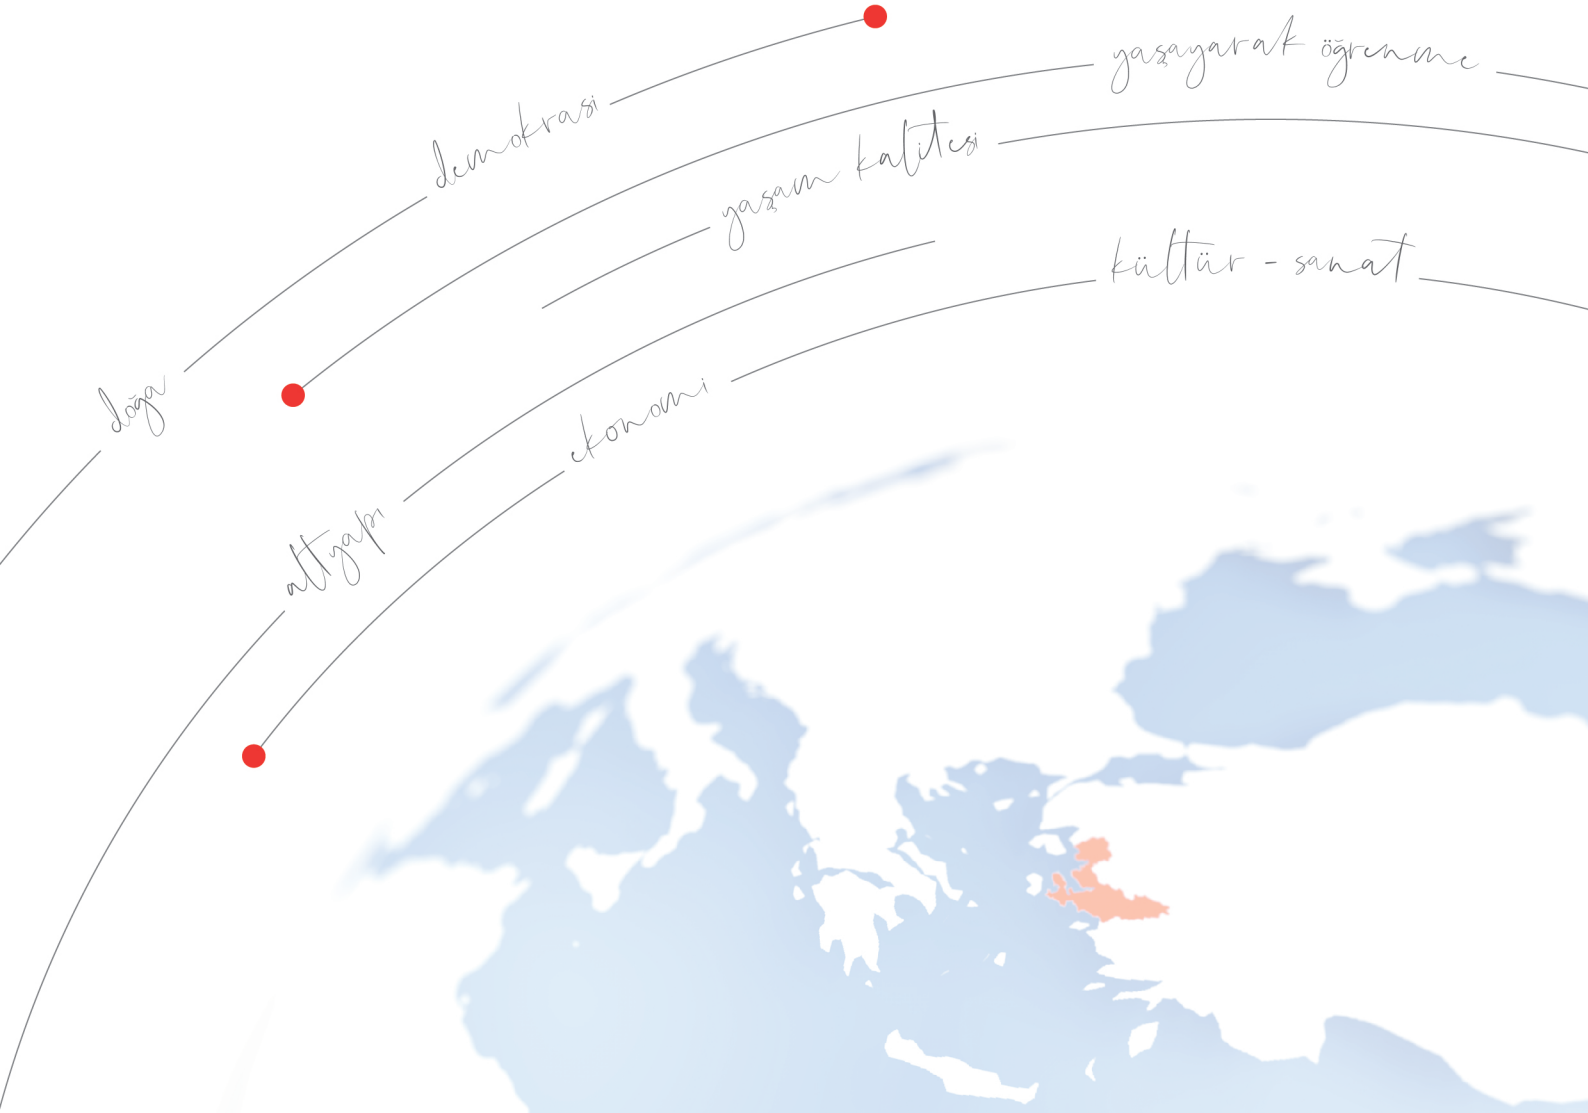 yaşayarak öğrenme
demokrasi
yaşam kalitesi
kültür - sanat
doğa
ekonomi
altyapı